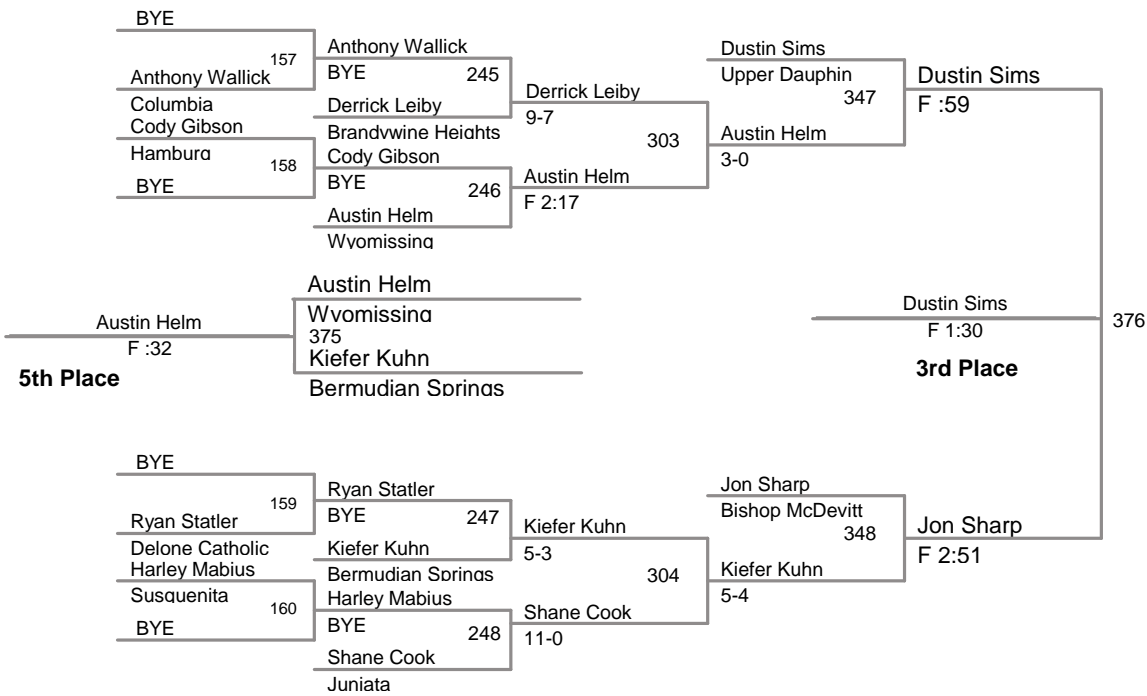 BYE
157
Anthony Wallick
Columbia
Cody Gibson
Hamburg
158
BYE
Anthony Wallick
BYE
245
Derrick Leiby
Brandywine Heights
Cody Gibson
BYE
246
Austin Helm
Wyomissing
Derrick Leiby
9-7
303
Austin Helm
F 2:17
Dustin Sims
Upper Dauphin
347
Austin Helm
3-0
Dustin Sims
F :59
Austin Helm
Wyomissing
375
Kiefer Kuhn
Bermudian Springs
Austin Helm
F :32
5th Place
Dustin Sims
F 1:30
3rd Place
376
BYE
159
Ryan Statler
Delone Catholic
Harley Mabius
Susquenita
160
BYE
Ryan Statler
BYE
247
Kiefer Kuhn
Bermudian Springs
Harley Mabius
BYE
248
Shane Cook
Juniata
Kiefer Kuhn
5-3
304
Shane Cook
11-0
Jon Sharp
Bishop McDevitt
348
Kiefer Kuhn
5-4
Jon Sharp
F 2:51